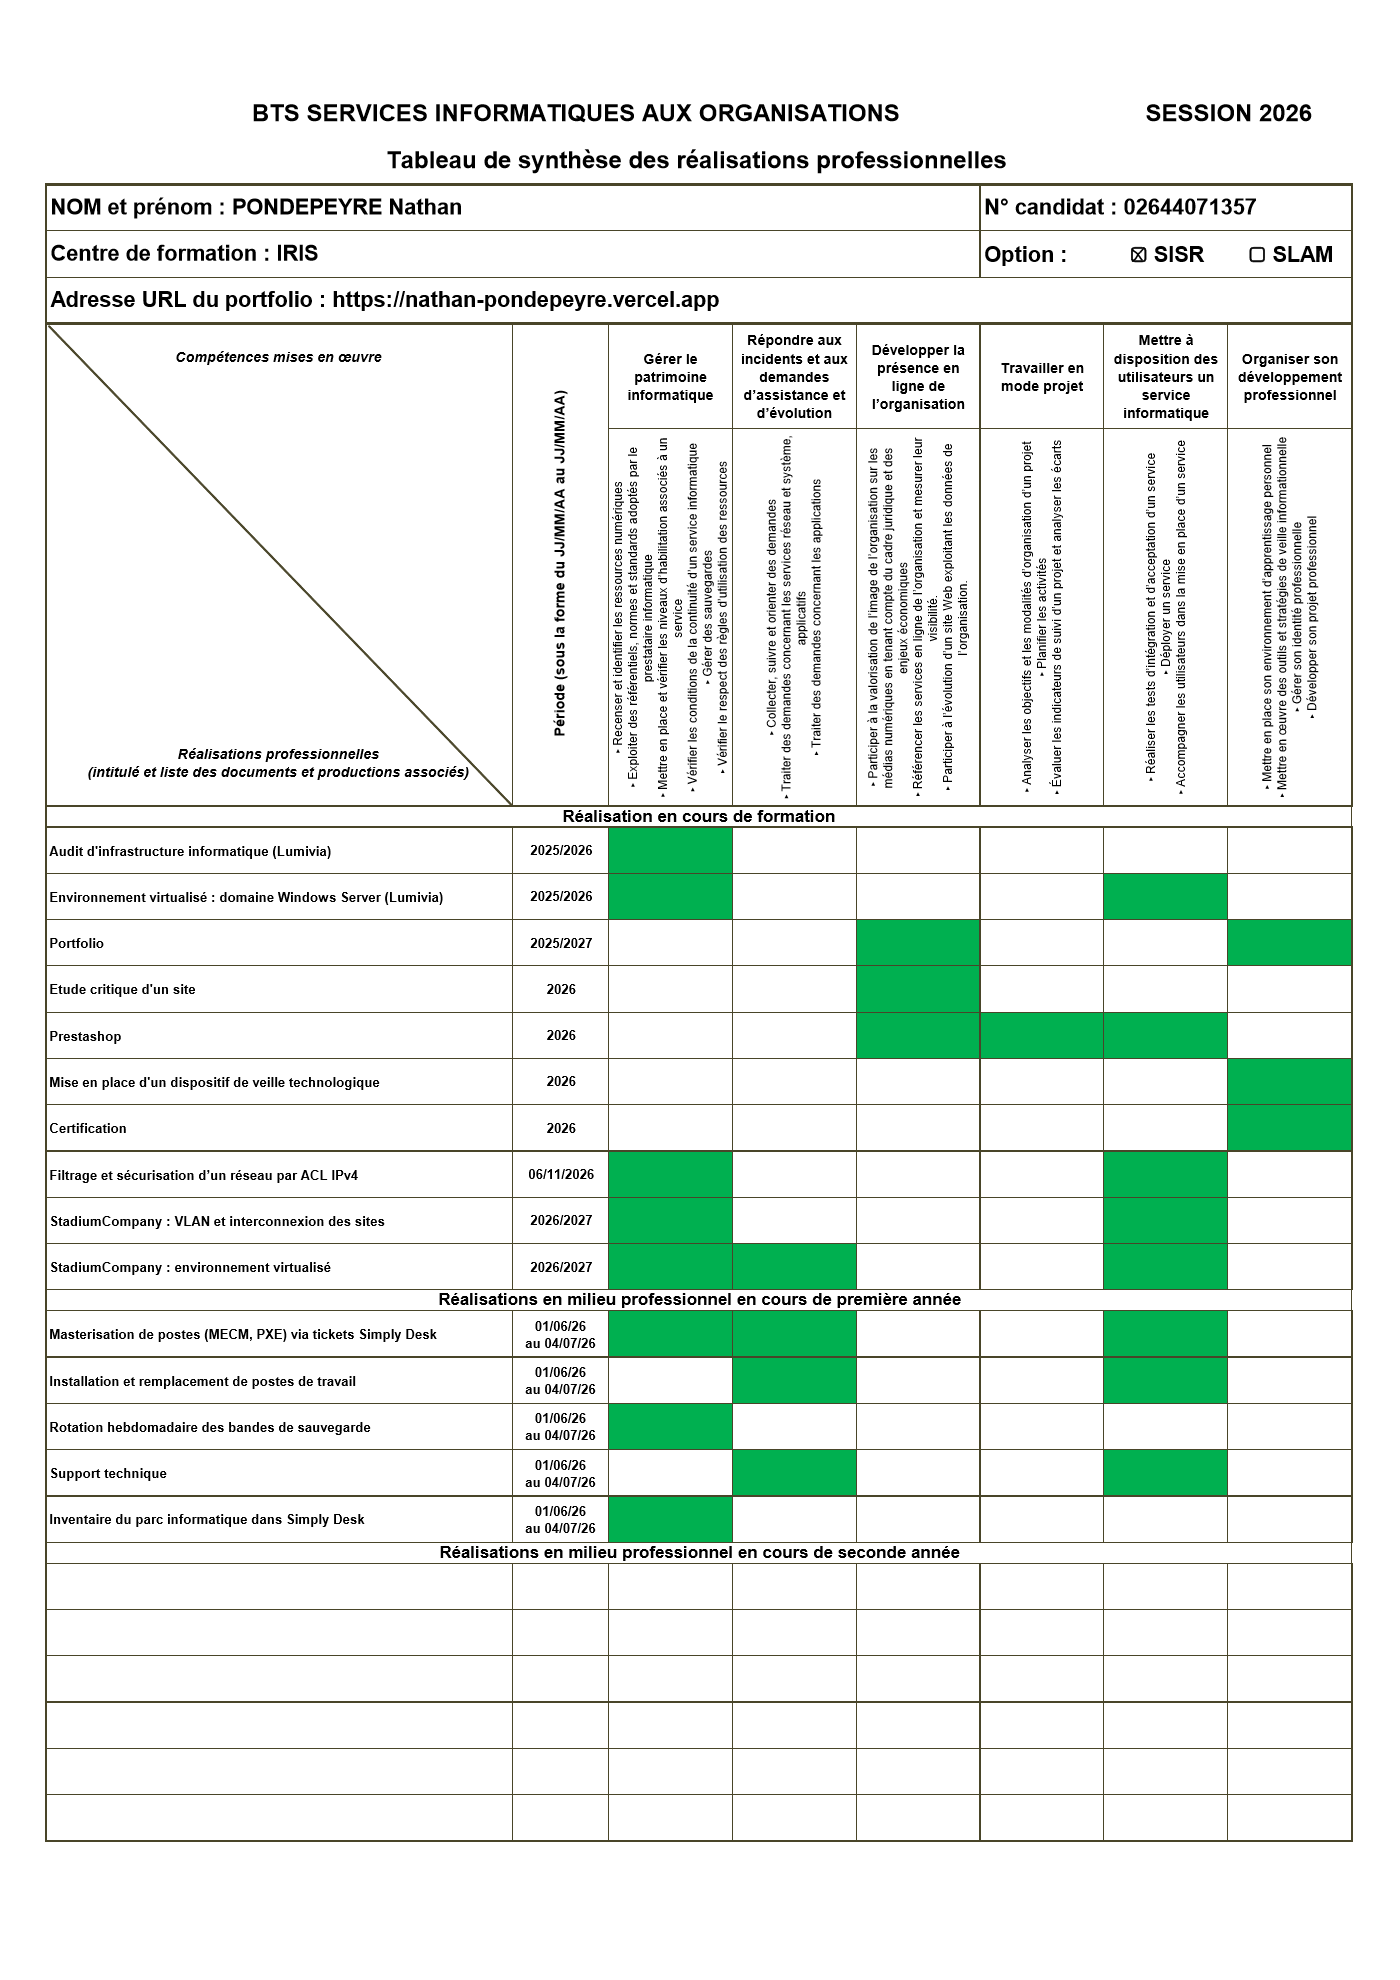 BTS SERVICES INFORMATIQUES AUX ORGANISATIONS SESSION 2026
Tableau de synthèse des réalisations professionnelles
NOM et prénom : PONDEPEYRE Nathan N° candidat : 02644071357
Centre de formation : IRIS Option : ☒ SISR ☐ SLAM
Adresse URL du portfolio : https://nathan-pondepeyre.vercel.app
Compétences mises en œuvre
Réalisations professionnelles
(intitulé et liste des documents et productions associés)
Période (sous la forme du JJ/MM/AA au JJ/MM/AA)
Gérer le
patrimoine
informatique
Répondre aux
incidents et aux
demandes
d’assistance et
d’évolution
Développer la
présence en
ligne de
l’organisation
Travailler en
mode projet
Mettre à
disposition des
utilisateurs un
service
informatique
Organiser son
développement
professionnel
‣ Recenser et identifier les ressources numériques
‣ Exploiter des référentiels, normes et standards adoptés par le
prestataire informatique
‣ Mettre en place et vérifier les niveaux d’habilitation associés à un
service
‣ Vérifier les conditions de la continuité d’un service informatique
‣ Gérer des sauvegardes
‣ Vérifier le respect des règles d’utilisation des ressources
‣ Collecter, suivre et orienter des demandes
‣ Traiter des demandes concernant les services réseau et système,
applicatifs
‣ Traiter des demandes concernant les applications
‣ Participer à la valorisation de l’image de l’organisation sur les
médias numériques en tenant compte du cadre juridique et des
enjeux économiques
‣ Référencer les services en ligne de l’organisation et mesurer leur
visibilité.
‣ Participer à l’évolution d’un site Web exploitant les données de
l’organisation.
‣ Analyser les objectifs et les modalités d’organisation d’un projet
‣ Planifier les activités
‣ Évaluer les indicateurs de suivi d’un projet et analyser les écarts
‣ Réaliser les tests d’intégration et d’acceptation d’un service
‣ Déployer un service
‣ Accompagner les utilisateurs dans la mise en place d’un service
‣ Mettre en place son environnement d’apprentissage personnel
‣ Mettre en œuvre des outils et stratégies de veille informationnelle
‣ Gérer son identité professionnelle
‣ Développer son projet professionnel
Réalisation en cours de formation
Audit d'infrastructure informatique (Lumivia) 2025/2026
Environnement virtualisé : domaine Windows Server (Lumivia) 2025/2026
Portfolio 2025/2027
Etude critique d'un site 2026
Prestashop 2026
Mise en place d'un dispositif de veille technologique 2026
Certification 2026
Filtrage et sécurisation d’un réseau par ACL IPv4 06/11/2026
StadiumCompany : VLAN et interconnexion des sites 2026/2027
StadiumCompany : environnement virtualisé 2026/2027
Réalisations en milieu professionnel en cours de première année
Masterisation de postes (MECM, PXE) via tickets Simply Desk 01/06/26
au 04/07/26
Installation et remplacement de postes de travail 01/06/26
au 04/07/26
Rotation hebdomadaire des bandes de sauvegarde 01/06/26
au 04/07/26
Support technique 01/06/26
au 04/07/26
Inventaire du parc informatique dans Simply Desk 01/06/26
au 04/07/26
Réalisations en milieu professionnel en cours de seconde année